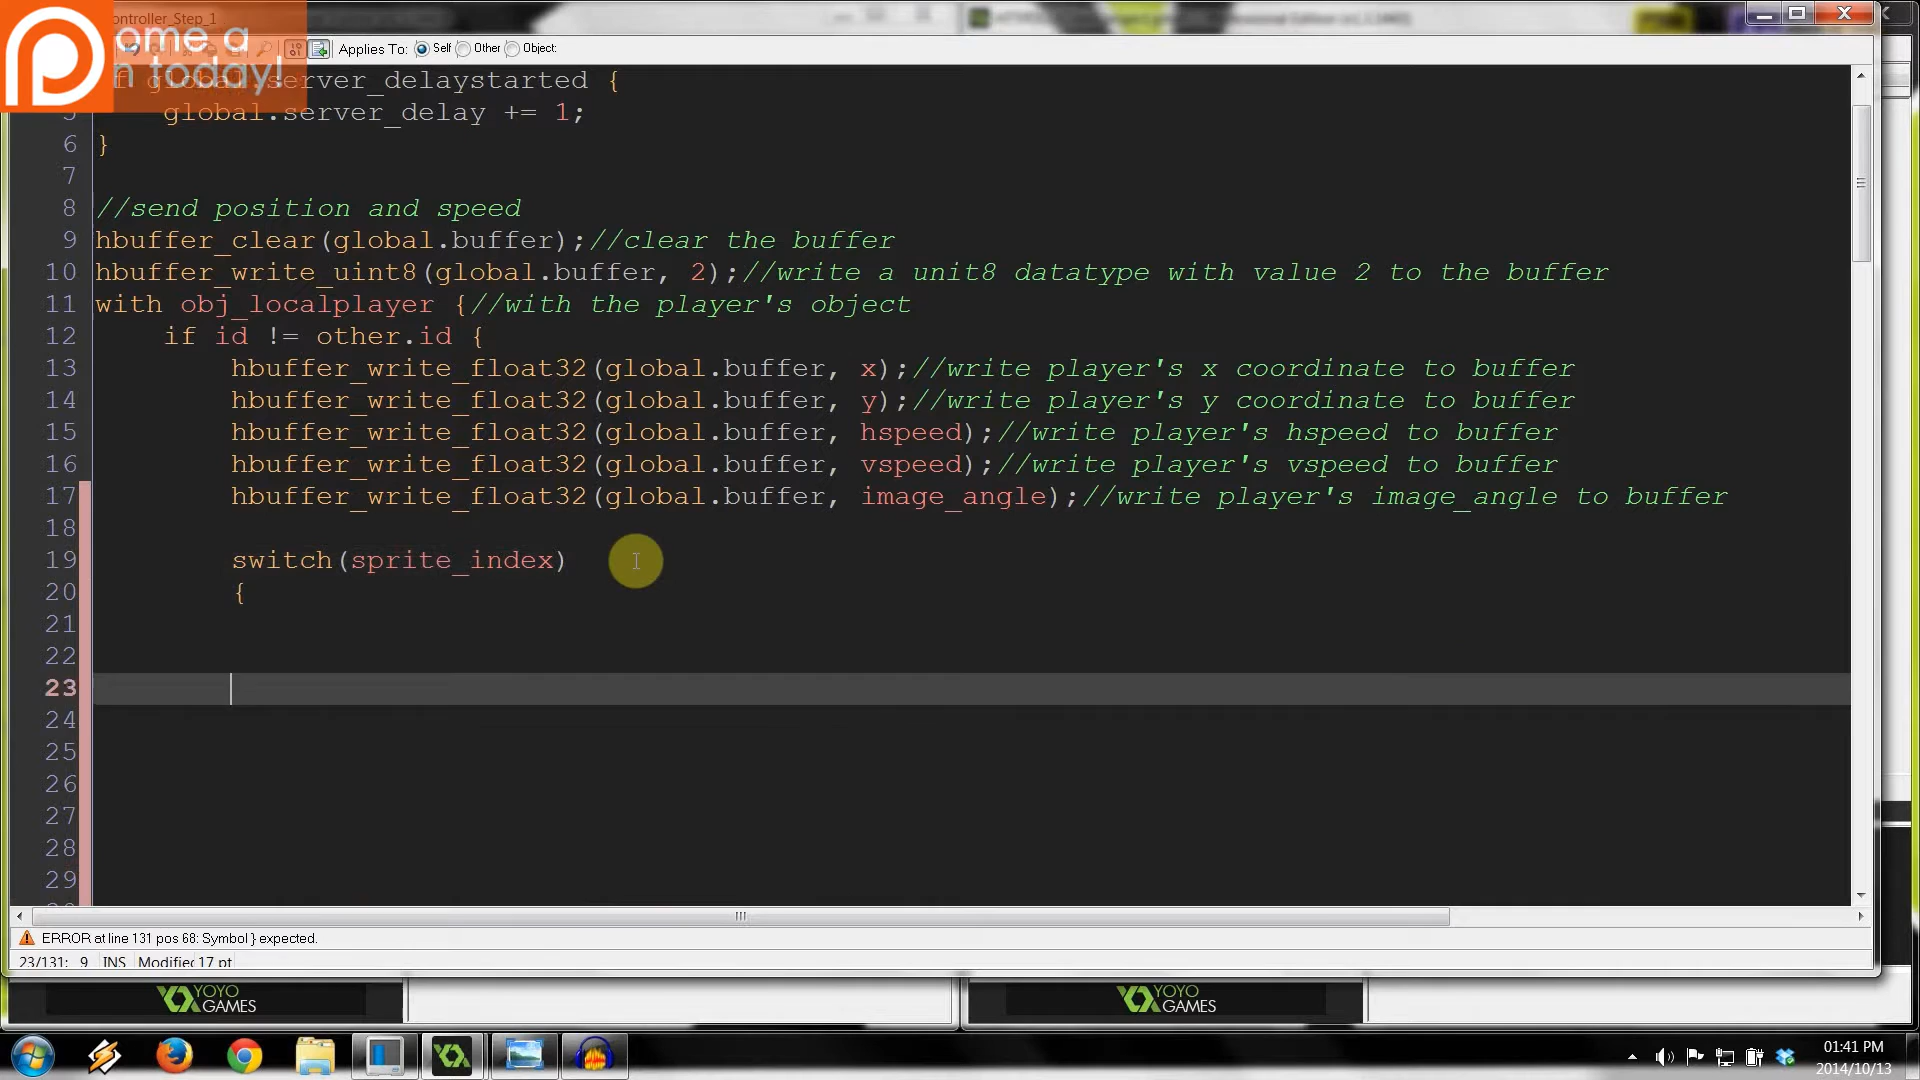 ontroller_Step_1
ome a
n today!
Applies To: Self Other Object:
global.server_delaystarted {
5 global.server_delay += 1;
6 }
7
8 //send position and speed
9 hbuffer_clear(global.buffer);//clear the buffer
10 hbuffer_write_uint8(global.buffer, 2);//write a unit8 datatype with value 2 to the buffer
11 with obj_localplayer {//with the player's object
12 if id != other.id {
13 hbuffer_write_float32(global.buffer, x);//write player's x coordinate to buffer
14 hbuffer_write_float32(global.buffer, y);//write player's y coordinate to buffer
15 hbuffer_write_float32(global.buffer, hspeed);//write player's hspeed to buffer
16 hbuffer_write_float32(global.buffer, vspeed);//write player's vspeed to buffer
17 hbuffer_write_float32(global.buffer, image_angle);//write player's image_angle to buffer
18
19 switch(sprite_index)
20 {
21
22
23
24
25
26
27
28
29
ERROR at line 131 pos 68: Symbol } expected.
23/131: 9 INS Modified 17 pt
YOYO GAMES
YOYO GAMES
01:41 PM
2014/10/13